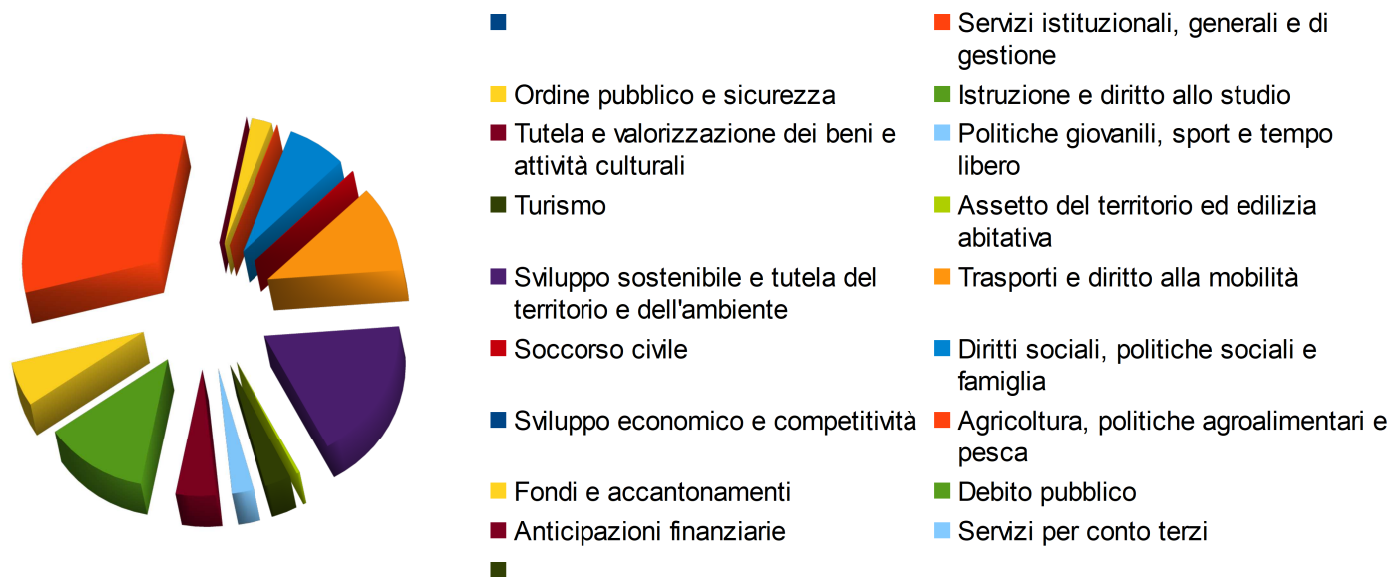 Servizi istituzionali, generali e di
gestione
Ordine pubblico e sicurezza
Istruzione e diritto allo studio
Tutela e valorizzazione dei beni e
attività culturali
Politiche giovanili, sport e tempo
libero
Turismo
Assetto del territorio ed edilizia
abitativa
Sviluppo sostenibile e tutela del
territorio e dell'ambiente
Trasporti e diritto alla mobilità
Soccorso civile
Diritti sociali, politiche sociali e
famiglia
Sviluppo economico e competitività
Agricoltura, politiche agroalimentari e
pesca
Fondi e accantonamenti
Debito pubblico
Anticipazioni finanziarie
Servizi per conto terzi